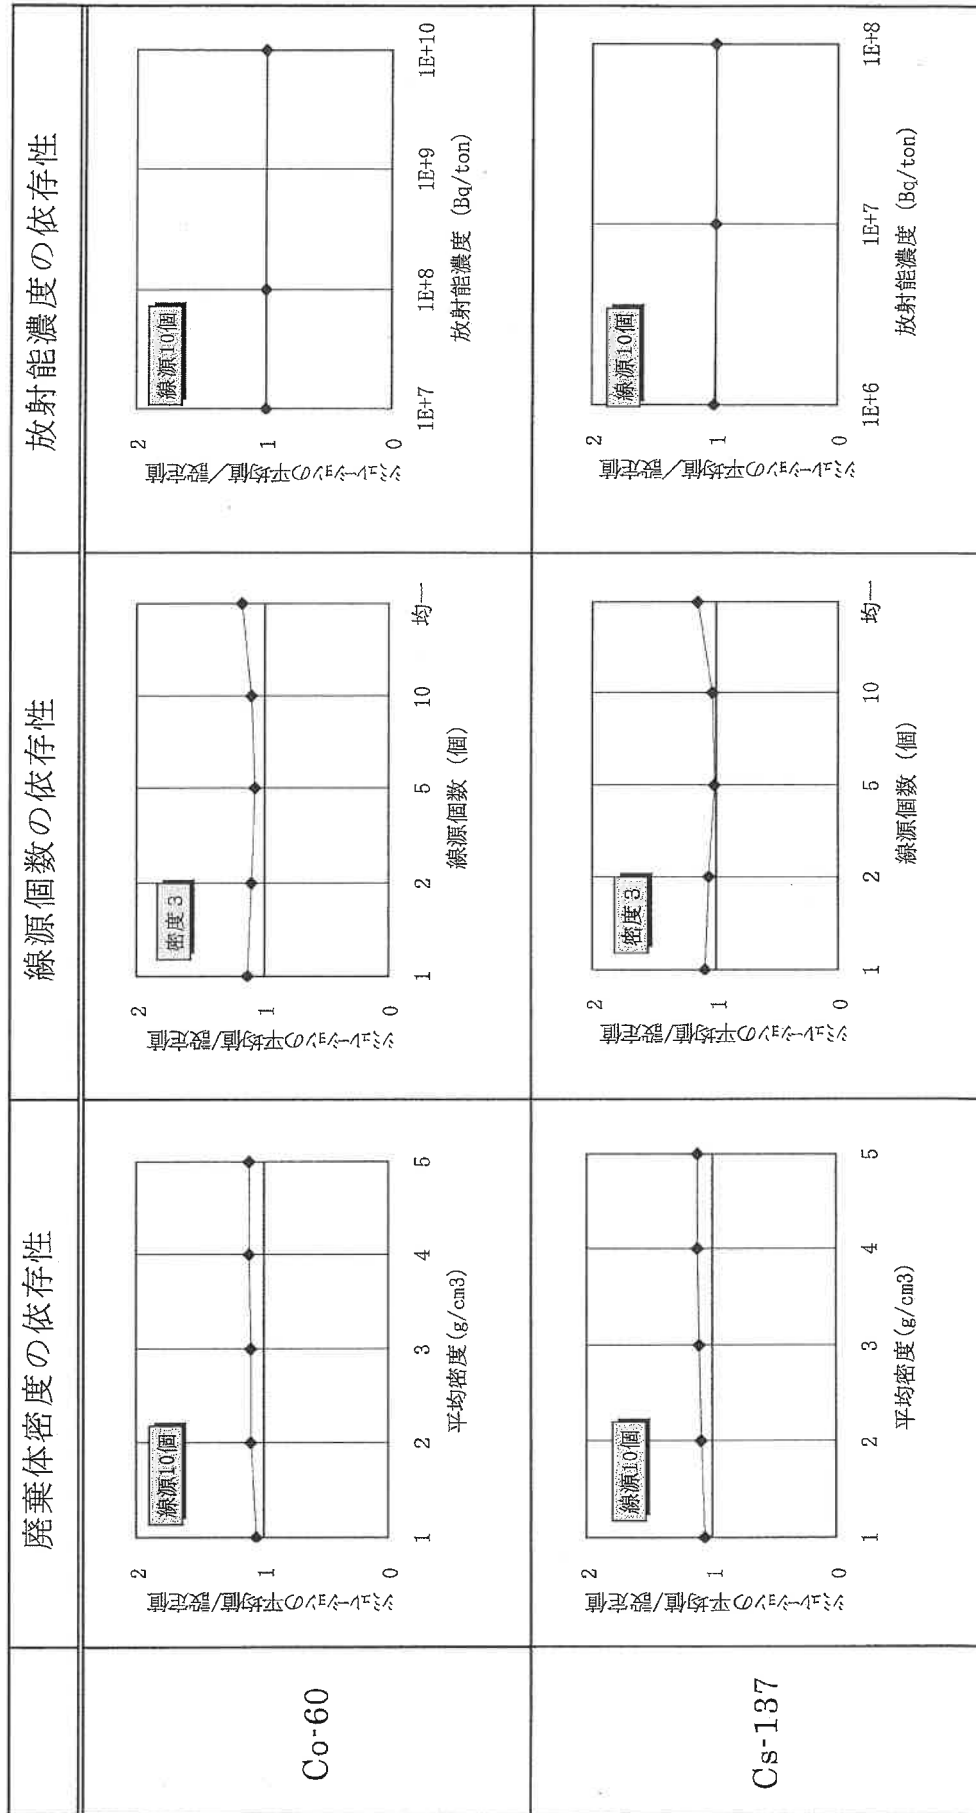 廃棄体密度の依存性
線源個数の依存性
放射能濃度の依存性
Co-60
シミュレーションの平均値/設定値
2
1
0
線源10個
1
2
3
4
5
平均密度(g/cm3)
シミュレーションの平均値/設定値
2
1
0
密度3
1
2
5
10
均一
線源個数 (個)
シミュレーションの平均値/設定値
2
1
0
線源10個
1E+7
1E+8
1E+9
1E+10
放射能濃度 (Bq/ton)
Cs-137
シミュレーションの平均値/設定値
2
1
0
線源10個
1
2
3
4
5
平均密度(g/cm3)
シミュレーションの平均値/設定値
2
1
0
密度3
1
2
5
10
均一
線源個数 (個)
シミュレーションの平均値/設定値
2
1
0
線源10個
1E+6
1E+7
1E+8
放射能濃度 (Bq/ton)